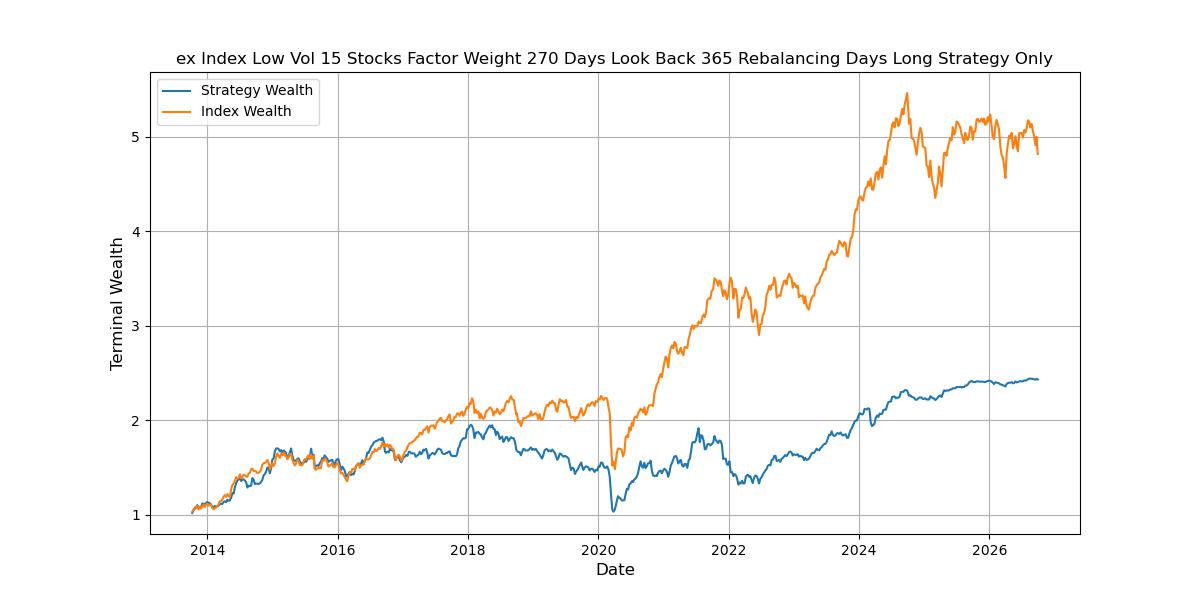 ex Index Low Vol 15 Stocks Factor Weight 270 Days Look Back 365 Rebalancing Days Long Strategy Only
Strategy Wealth
Index Wealth
Terminal Wealth
5
4
3
2
1
2014 2016 2018 2020 2022 2024 2026
Date